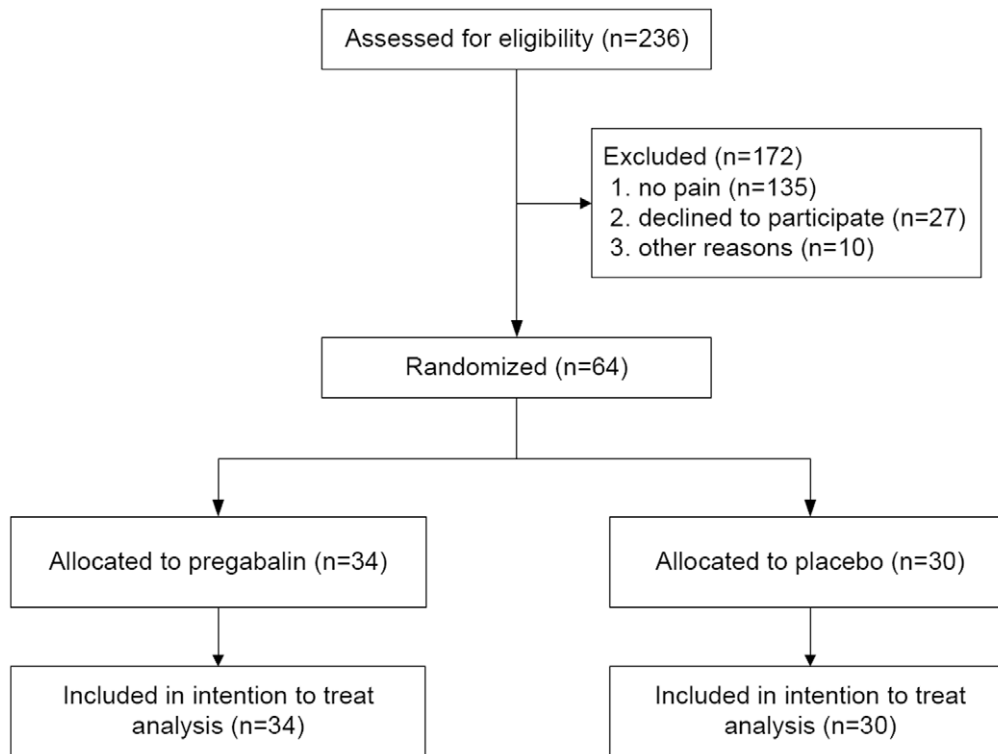 Assessed for eligibility (n=236)
Excluded (n=172)
1. no pain (n=135)
2. declined to participate (n=27)
3. other reasons (n=10)
Randomized (n=64)
Allocated to pregabalin (n=34)
Allocated to placebo (n=30)
Included in intention to treat
analysis (n=34)
Included in intention to treat
analysis (n=30)